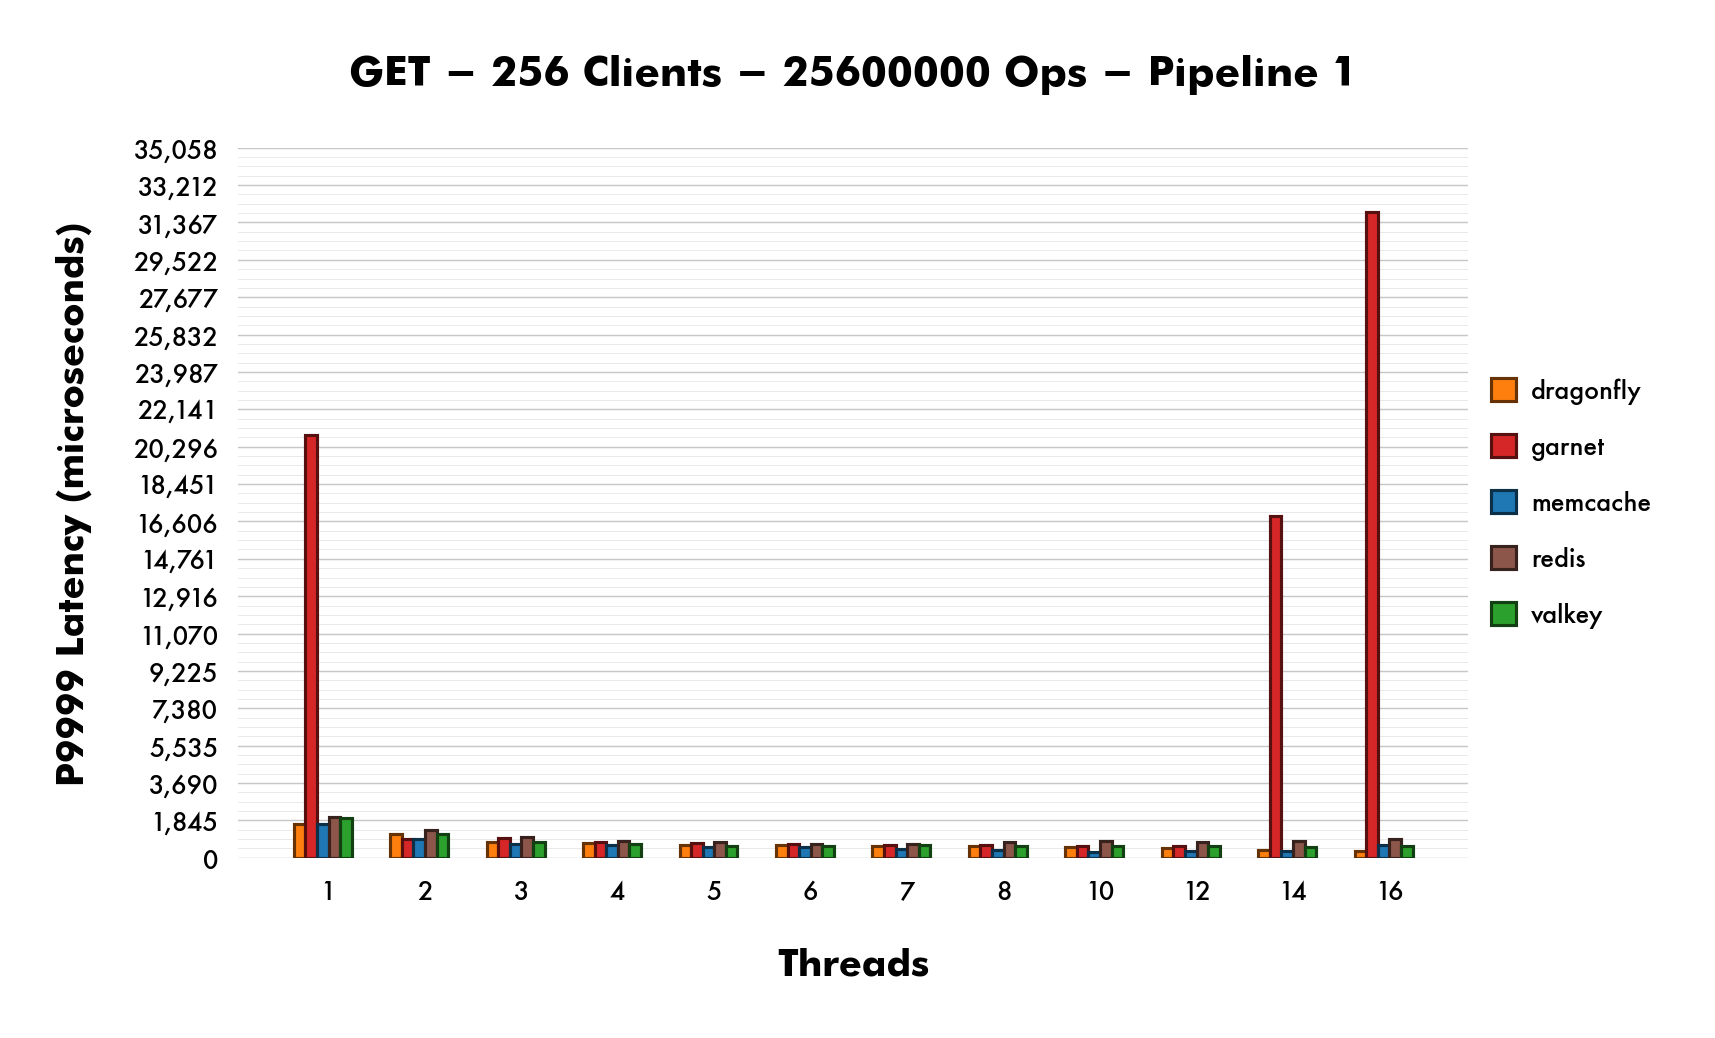 GET – 256 Clients – 25600000 Ops – Pipeline 1
P9999 Latency (microseconds)
35,058
33,212
31,367
29,522
27,677
25,832
23,987
22,141
20,296
18,451
16,606
14,761
12,916
11,070
9,225
7,380
5,535
3,690
1,845
0
1 2 3 4 5 6 7 8 10 12 14 16
Threads
dragonfly
garnet
memcache
redis
valkey